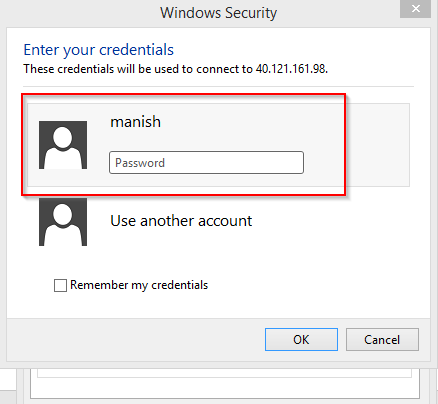 Windows Security
Enter your credentials
These credentials will be used to connect to 40.121.161.98.
manish
Password
Use another account
Remember my credentials
OK
Cancel